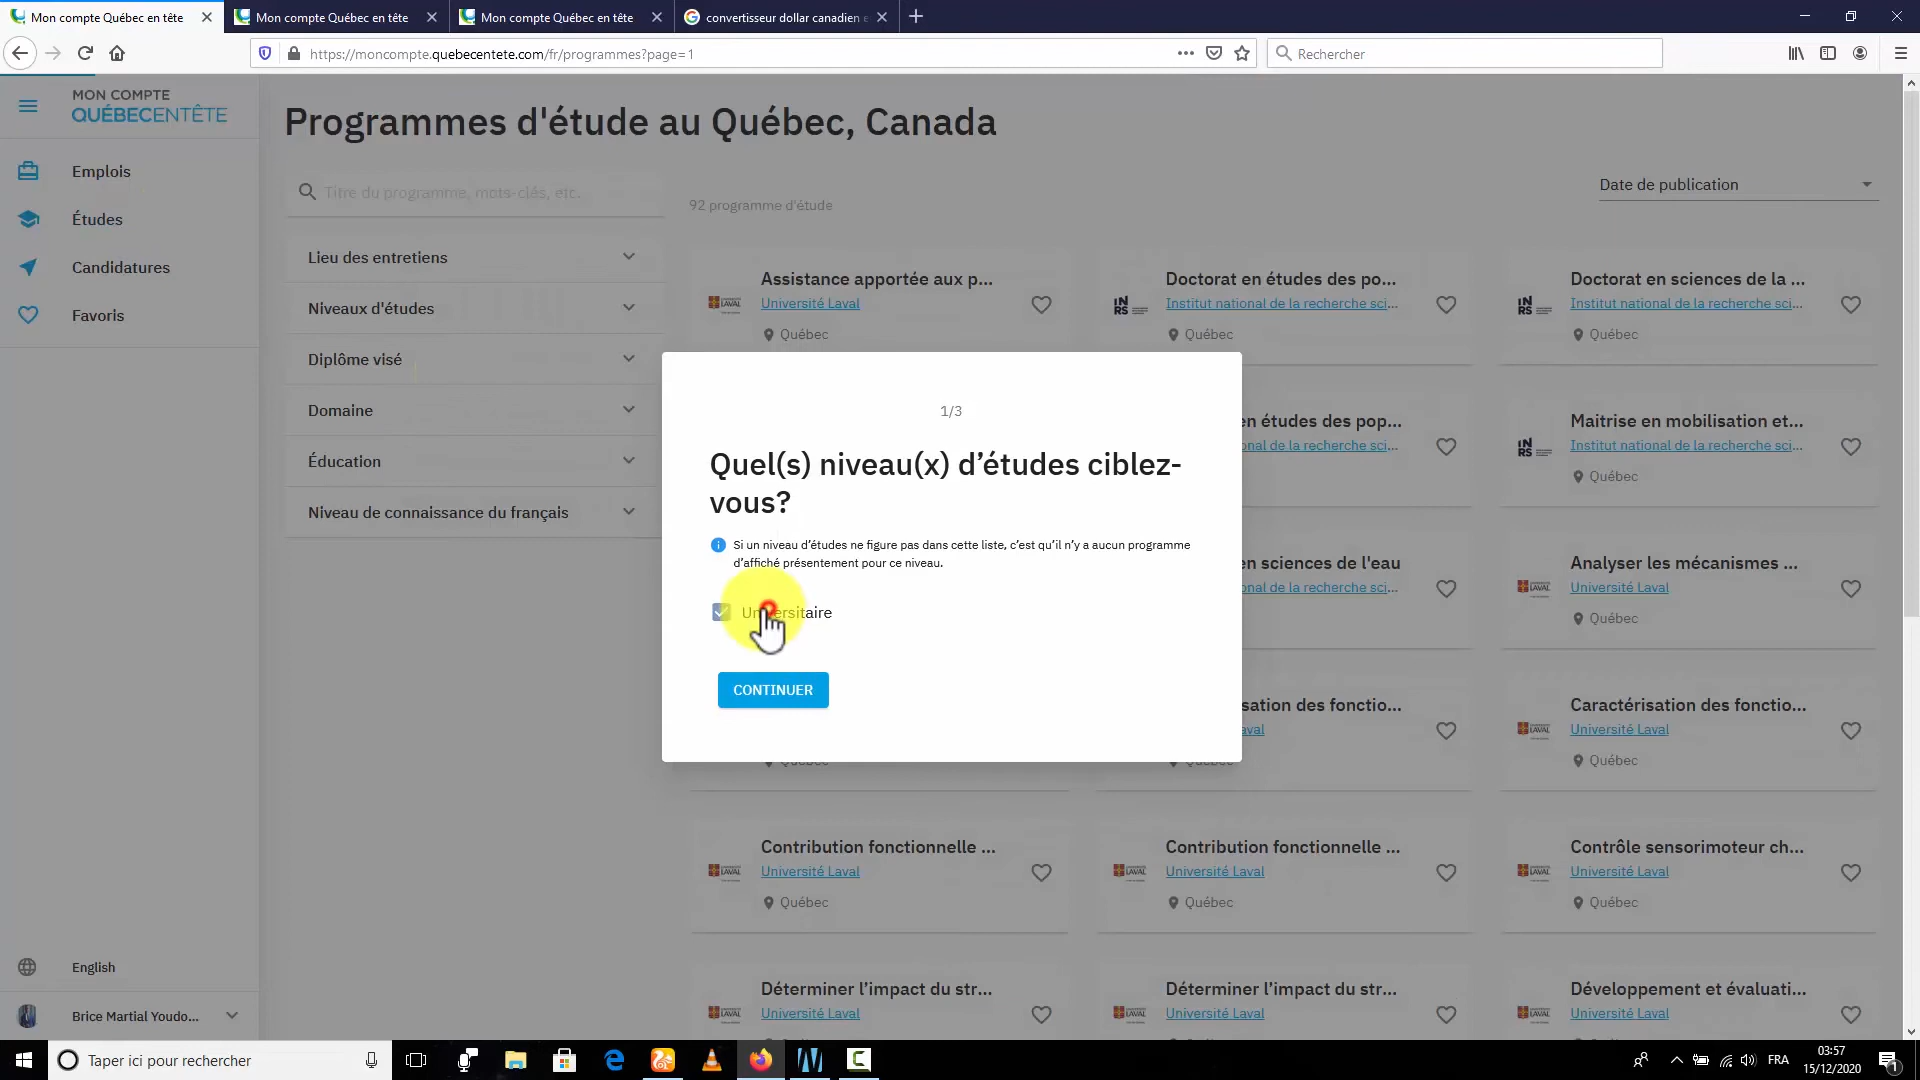 Mon compte Québec en tête
Mon compte Québec en tête
Mon compte Québec en tête
convertisseur dollar canadien e
https://moncompte.quebecentete.com/fr/programmes?page=1
Rechercher
MON COMPTE
QUÉBECENTÊTE
Emplois
Études
Candidatures
Favoris
Programmes d'étude au Québec, Canada
Titre du programme, mots-clés, etc.
92 programme d'étude
Date de publication
Lieu des entretiens
Niveaux d'études
Diplôme visé
Domaine
Éducation
Niveau de connaissance du français
Assistance apportée aux p...
Université Laval
Québec
Doctorat en études des po...
Institut national de la recherche sci...
Québec
Doctorat en sciences de la ...
Institut national de la recherche sci...
Québec
en études des pop...
onal de la recherche sci...
Maitrise en mobilisation et...
Institut national de la recherche sci...
Québec
en sciences de l'eau
onal de la recherche sci...
Analyser les mécanismes ...
Université Laval
Québec
1/3
Quel(s) niveau(x) d’études ciblez-
vous?
Si un niveau d’études ne figure pas dans cette liste, c’est qu’il n’y a aucun programme
d’affiché présentement pour ce niveau.
Universitaire
CONTINUER
sation des fonctio...
aval
Québec
Québec
Caractérisation des fonctio...
Université Laval
Québec
Contribution fonctionnelle ...
Université Laval
Québec
Contribution fonctionnelle ...
Université Laval
Québec
Contrôle sensorimoteur ch...
Université Laval
Québec
Déterminer l’impact du str...
Université Laval
Déterminer l’impact du str...
Université Laval
Développement et évaluati...
Université Laval
English
Brice Martial Youdo...
Taper ici pour rechercher
FRA
03:57
15/12/2020
1